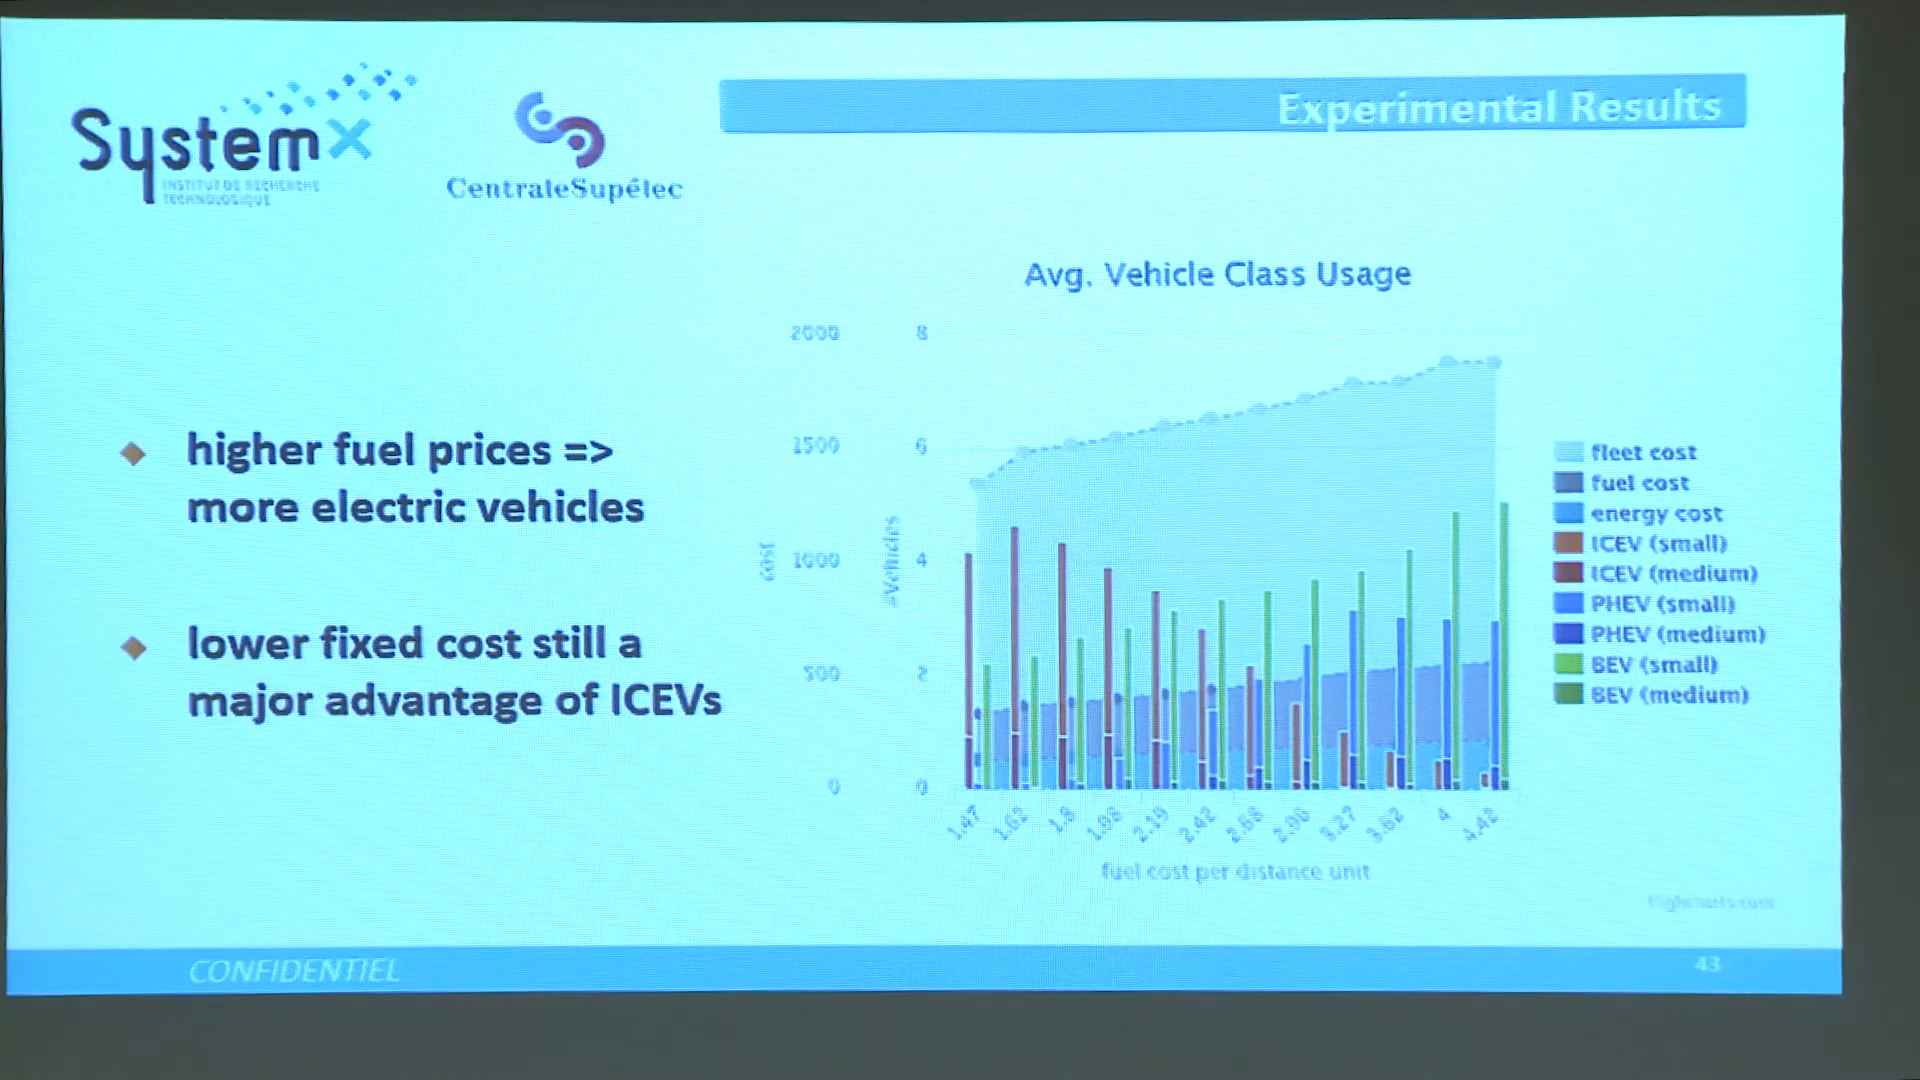 Experimental Results
Systemx
INSTITUT DE RECHERCHE
TECHNOLOGIQUE
CentraleSupélec
higher fuel prices =>
more electric vehicles
lower fixed cost still a
major advantage of ICEVs
Avg. Vehicle Class Usage
2000 8
1500 6
1000 4
500 2
0 0
cost
#Vehicles
1.47 1.62 1.8 1.98 2.19 2.42 2.68 2.96 3.27 3.62 4 4.42
fuel cost per distance unit
fleet cost
fuel cost
energy cost
ICEV (small)
ICEV (medium)
PHEV (small)
PHEV (medium)
BEV (small)
BEV (medium)
Highcharts.com
CONFIDENTIEL
43